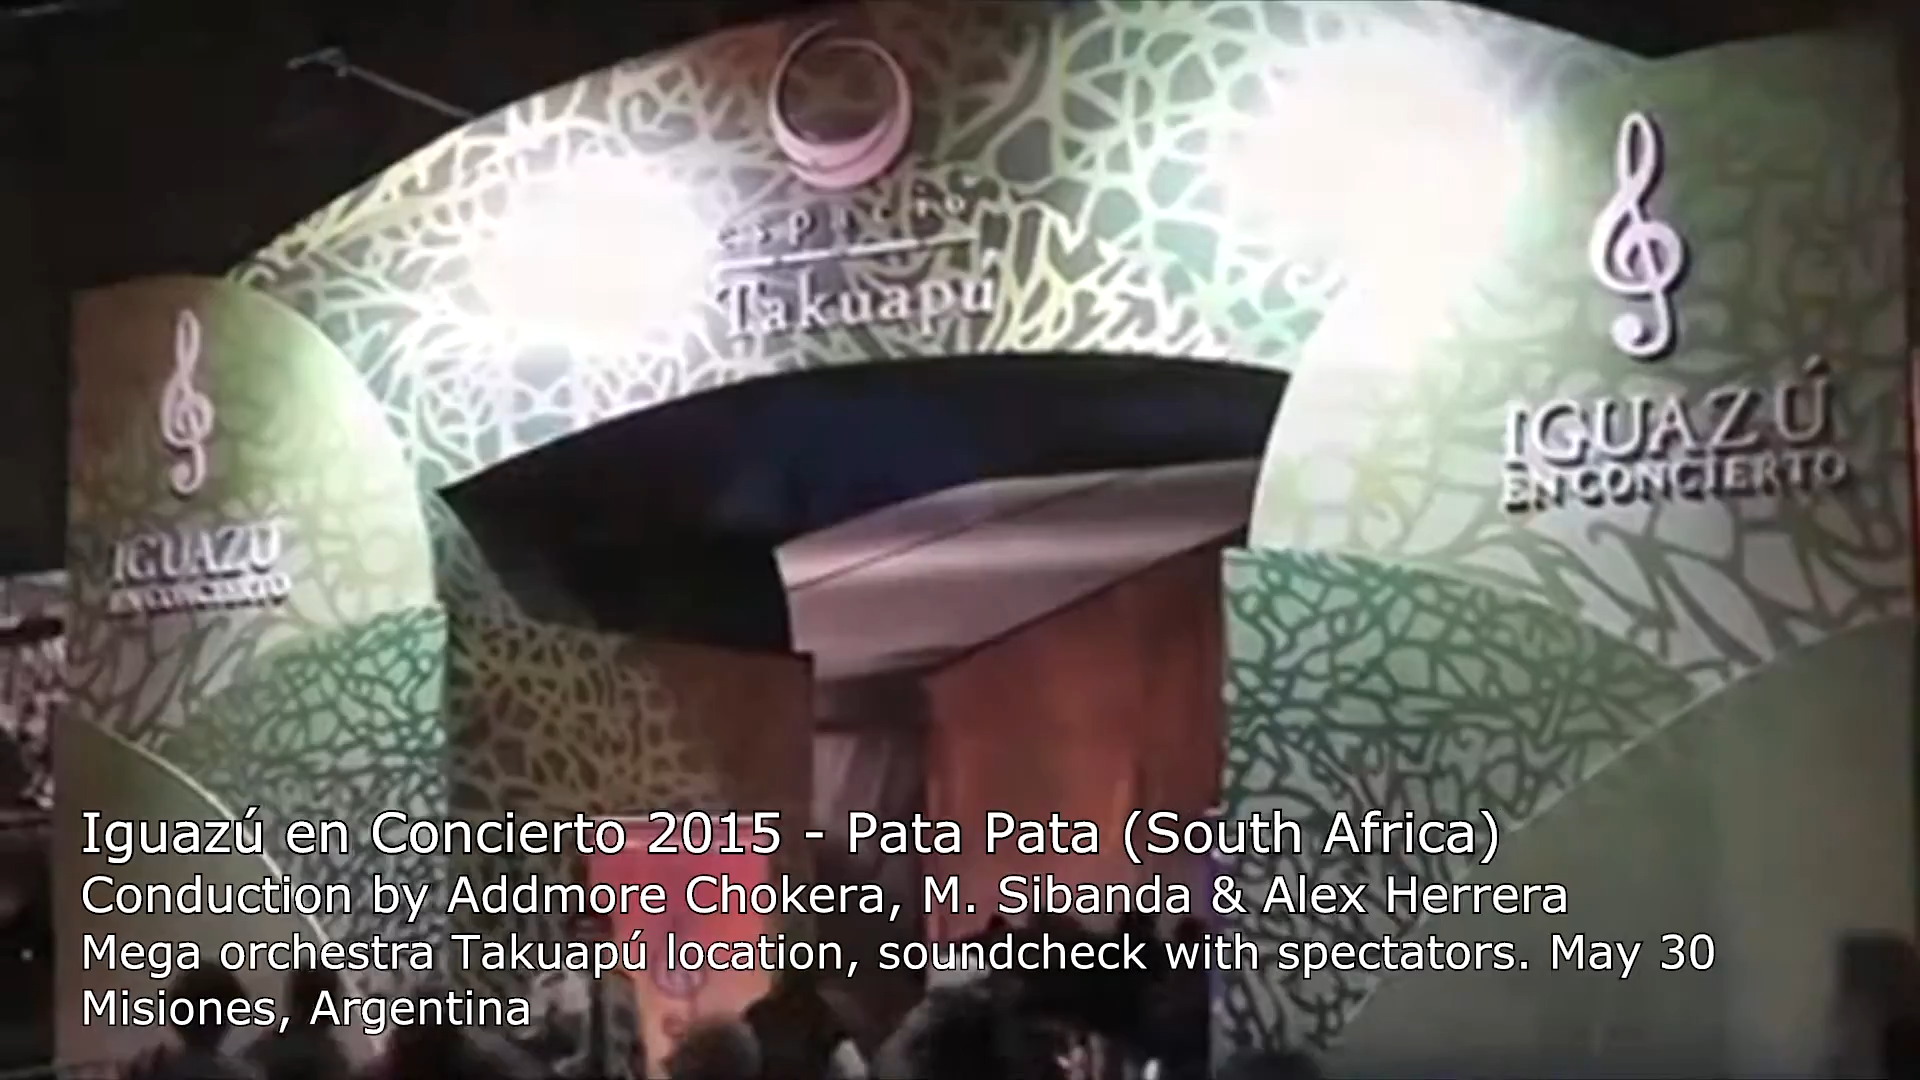 espacio
Takuapú
IGUAZÚ
EN CONCIERTO
IGUAZÚ
EN CONCIERTO
Iguazú en Concierto 2015 - Pata Pata (South Africa)
Conduction by Addmore Chokera, M. Sibanda & Alex Herrera
Mega orchestra Takuapú location, soundcheck with spectators. May 30
Misiones, Argentina